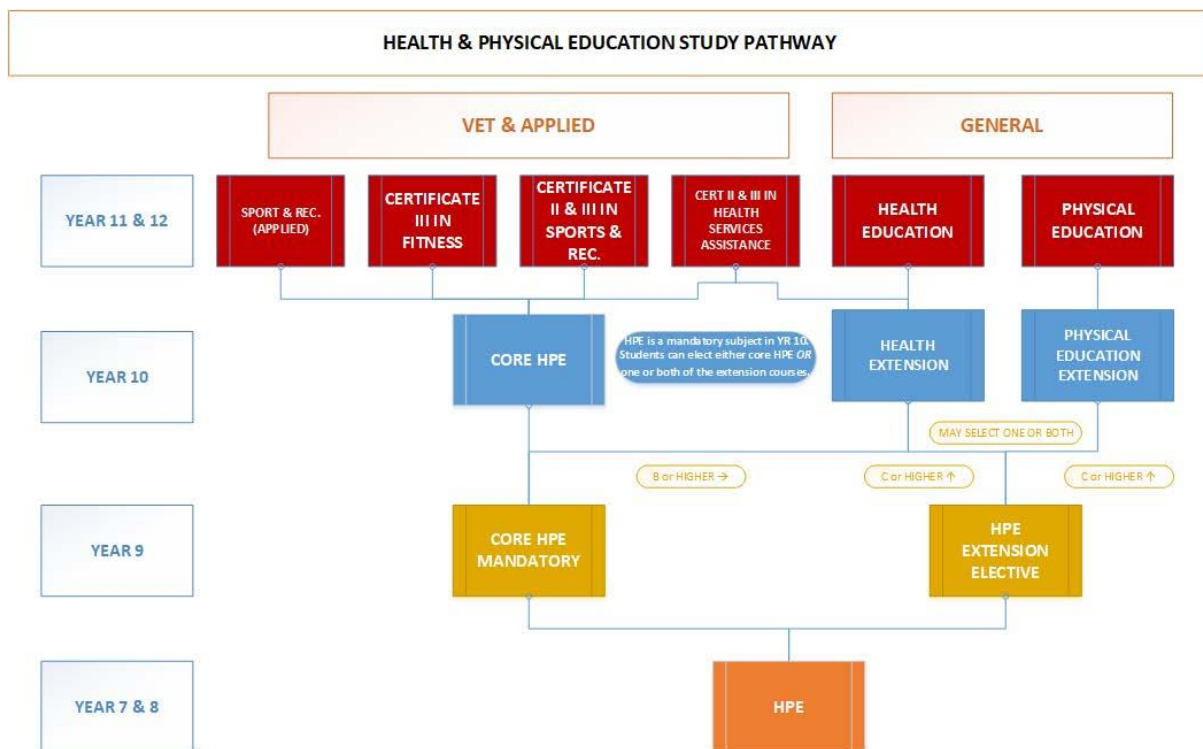 HEALTH & PHYSICAL EDUCATION STUDY PATHWAY
VET & APPLIED
GENERAL
YEAR 11 & 12
SPORT & REC.
(APPLIED)
CERTIFICATE
III IN
FITNESS
CERTIFICATE
II & III IN
SPORTS &
REC.
CERT II & III IN
HEALTH
SERVICES
ASSISTANCE
HEALTH
EDUCATION
PHYSICAL
EDUCATION
YEAR 10
CORE HPE
HPE is a mandatory subject in YR 10.
Students can elect either core HPE OR
one or both of the extension courses.
HEALTH
EXTENSION
PHYSICAL
EDUCATION
EXTENSION
MAY SELECT ONE OR BOTH
B or HIGHER →
C or HIGHER ↑
C or HIGHER ↑
YEAR 9
CORE HPE
MANDATORY
HPE
EXTENSION
ELECTIVE
YEAR 7 & 8
HPE